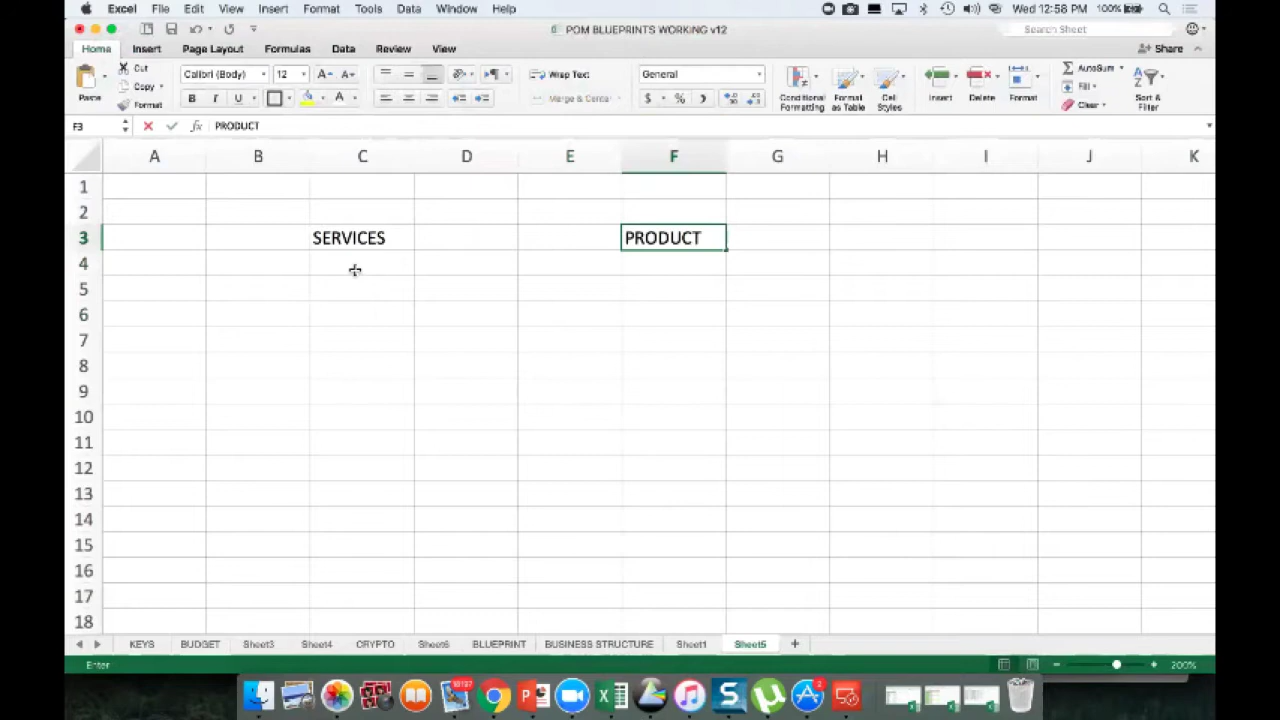 Excel File Edit View Insert Format Tools Data Window Help Wed 12:58 PM 100%
POM BLUEPRINTS WORKING v12 Search Sheet
Home Insert Page Layout Formulas Data Review View Share
Cut Calibri (Body) 12 A A Wrap Text General AutoSum
Copy
Paste Format B I U A Merge & Center $ % Conditional Formatting Format as Table Cell Styles Insert Delete Format Fill Clear Sort & Filter
F3 fx PRODUCT
A B C D E F G H I J K
1
2
3 SERVICES PRODUCT
4
5
6
7
8
9
10
11
12
13
14
15
16
17
18
KEYS BUDGET Sheet3 Sheet4 CRYPTO Sheet6 BLUEPRINT BUSINESS STRUCTURE Sheet1 Sheet5 +
Enter 200%